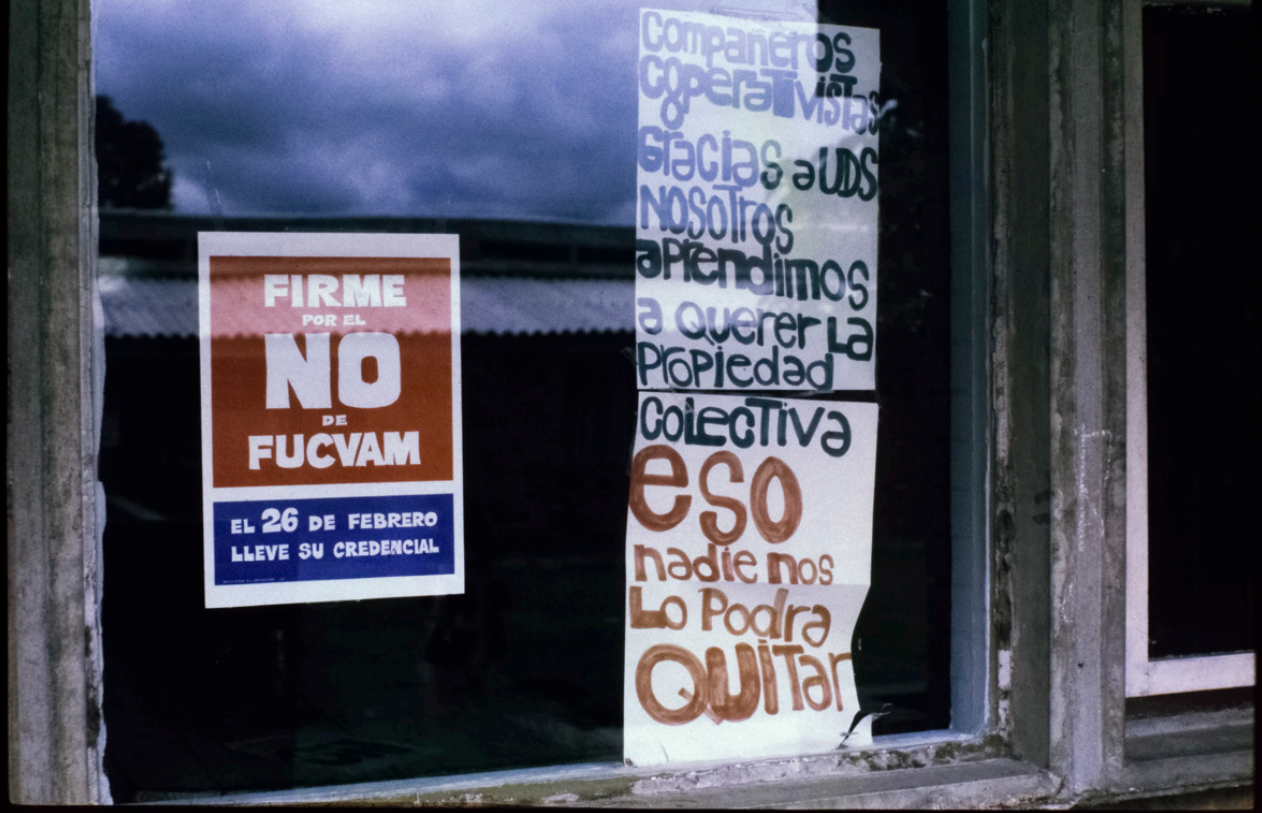 FIRME
POR EL
NO
DE
FUCVAM
EL 26 DE FEBRERO
LLEVE SU CREDENCIAL
Compañeros
cooperativistas
Gracias a UDS
NOSOTROS
aprendimos
a Querer La
Propiedad
Colectiva
eso
nadie nos
Lo Podra
Quitar